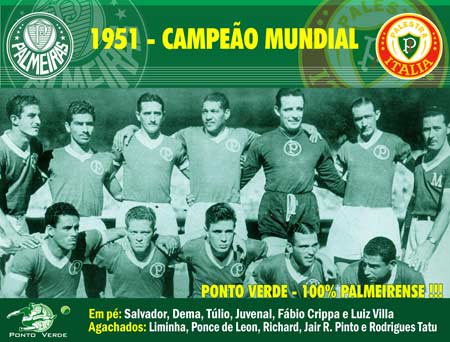 PALMEIRAS
1951 - CAMPEÃO MUNDIAL
PALESTRA
P
ITALIA
PONTO VERDE - 100% PALMEIRENSE !!!
Em pé: Salvador, Dema, Túlio, Juvenal, Fábio Crippa e Luiz Villa
Agachados: Liminha, Ponce de Leon, Richard, Jair R. Pinto e Rodrigues Tatu
PONTO VERDE